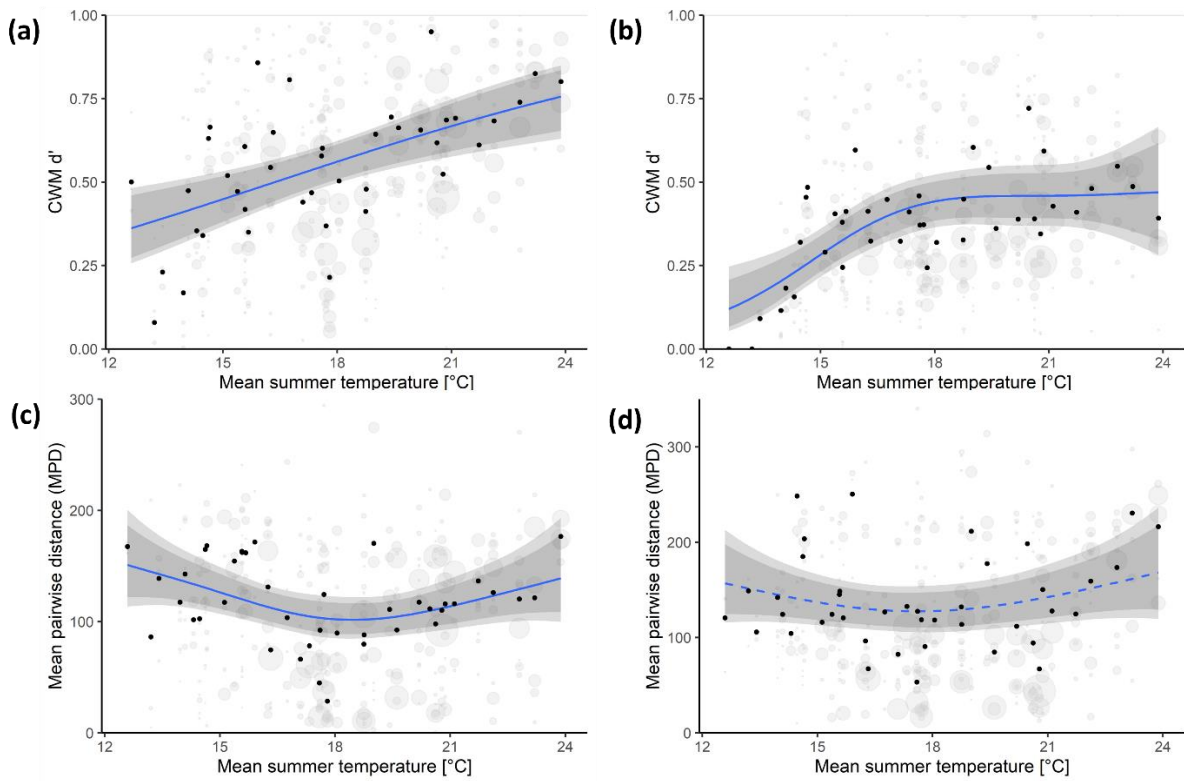 (a)
CWM d'
1.00
0.75
0.50
0.25
0.00
12 15 18 21 24
Mean summer temperature [°C]
(b)
CWM d'
1.00
0.75
0.50
0.25
0.00
12 15 18 21 24
Mean summer temperature [°C]
(c)
Mean pairwise distance (MPD)
300
200
100
0
12 15 18 21 24
Mean summer temperature [°C]
(d)
Mean pairwise distance (MPD)
300
200
100
0
12 15 18 21 24
Mean summer temperature [°C]